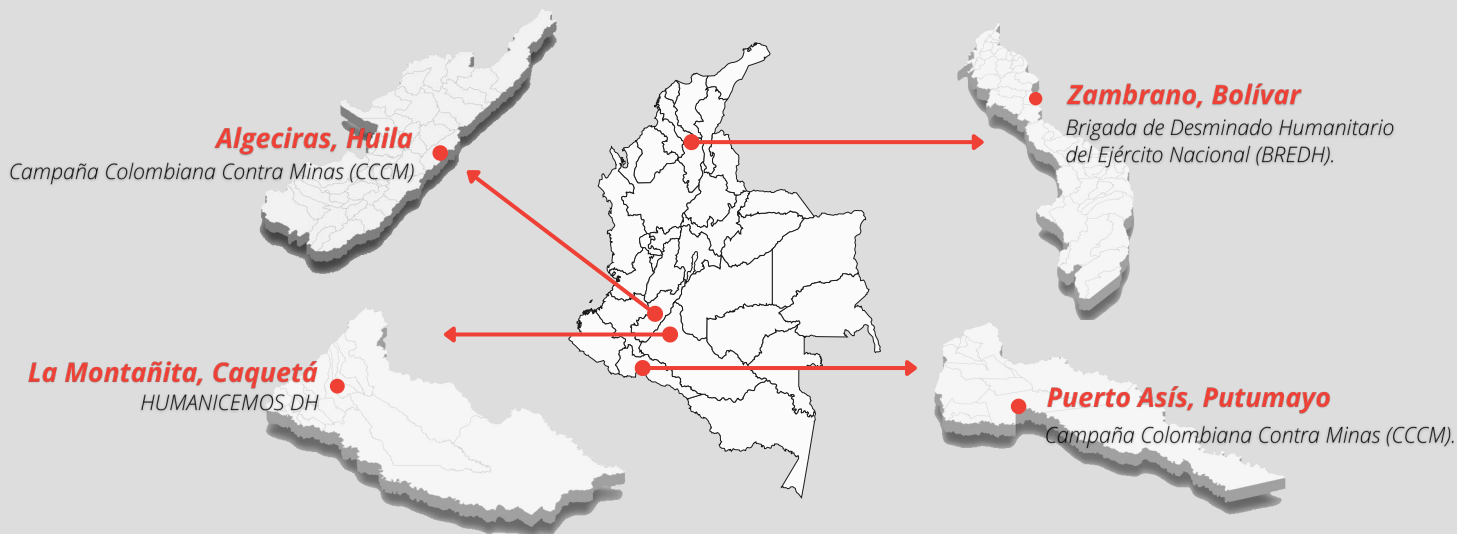 Algeciras, Huila
Campaña Colombiana Contra Minas (CCCM)
Zambrano, Bolívar
Brigada de Desminado Humanitario
del Ejército Nacional (BREDH).
La Montañita, Caquetá
HUMANICEMOS DH
Puerto Asís, Putumayo
Campaña Colombiana Contra Minas (CCCM).